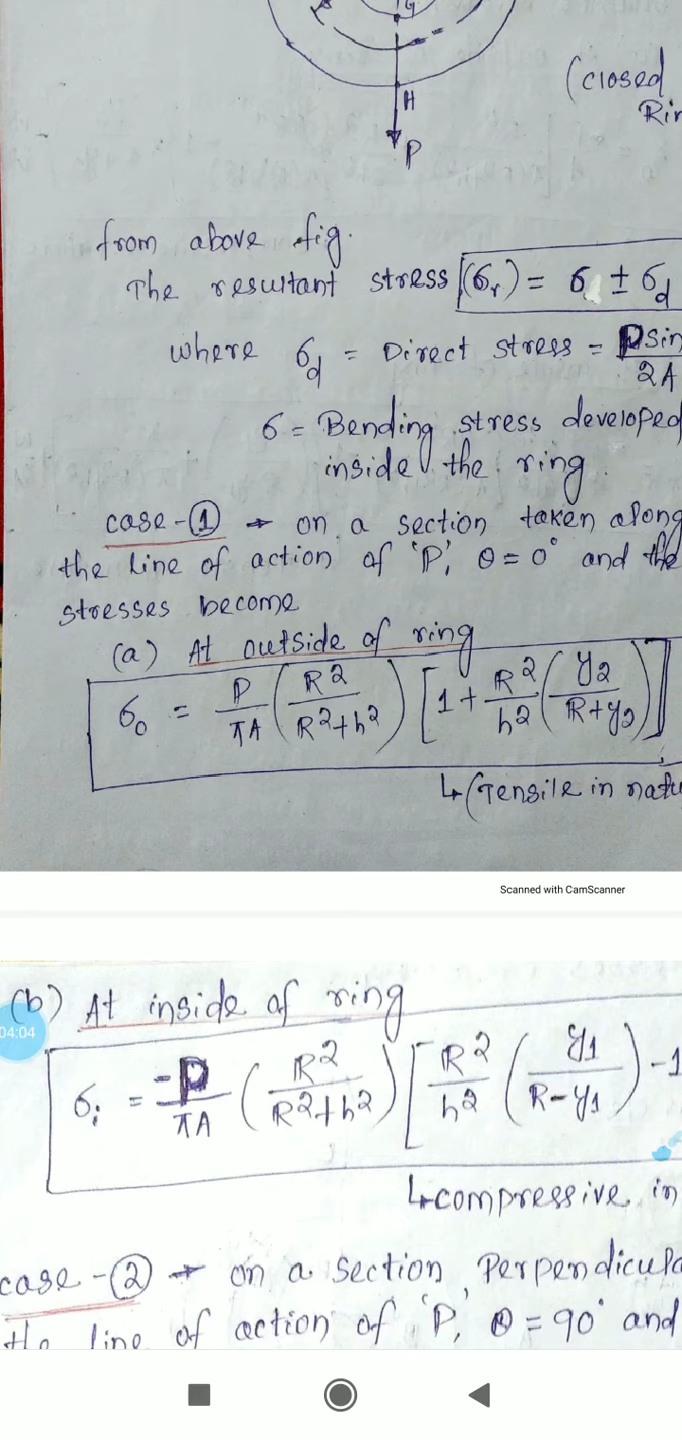 G
H
P
(closed
Rin
from above fig.
The resultant stress (σr) = σ ± σd
where σd = Direct stress = P sin
2A
σ = Bending stress developed
inside the ring
case-① → on a section taken along
the line of action of 'P', θ = 0° and the
stresses become
(a) At outside of ring
σo = P/πA (R²/(R²+h²)) [1 + R²/h² (y2/(R+y2))]
↳ (Tensile in natu
Scanned with CamScanner
(b) At inside of ring
04:04
σi = -P/πA (R²/(R²+h²)) [R²/h² (y1/(R-y1)) - 1
↳ compressive in
case-② → on a section perpendicula
the line of action of 'P', θ = 90° and